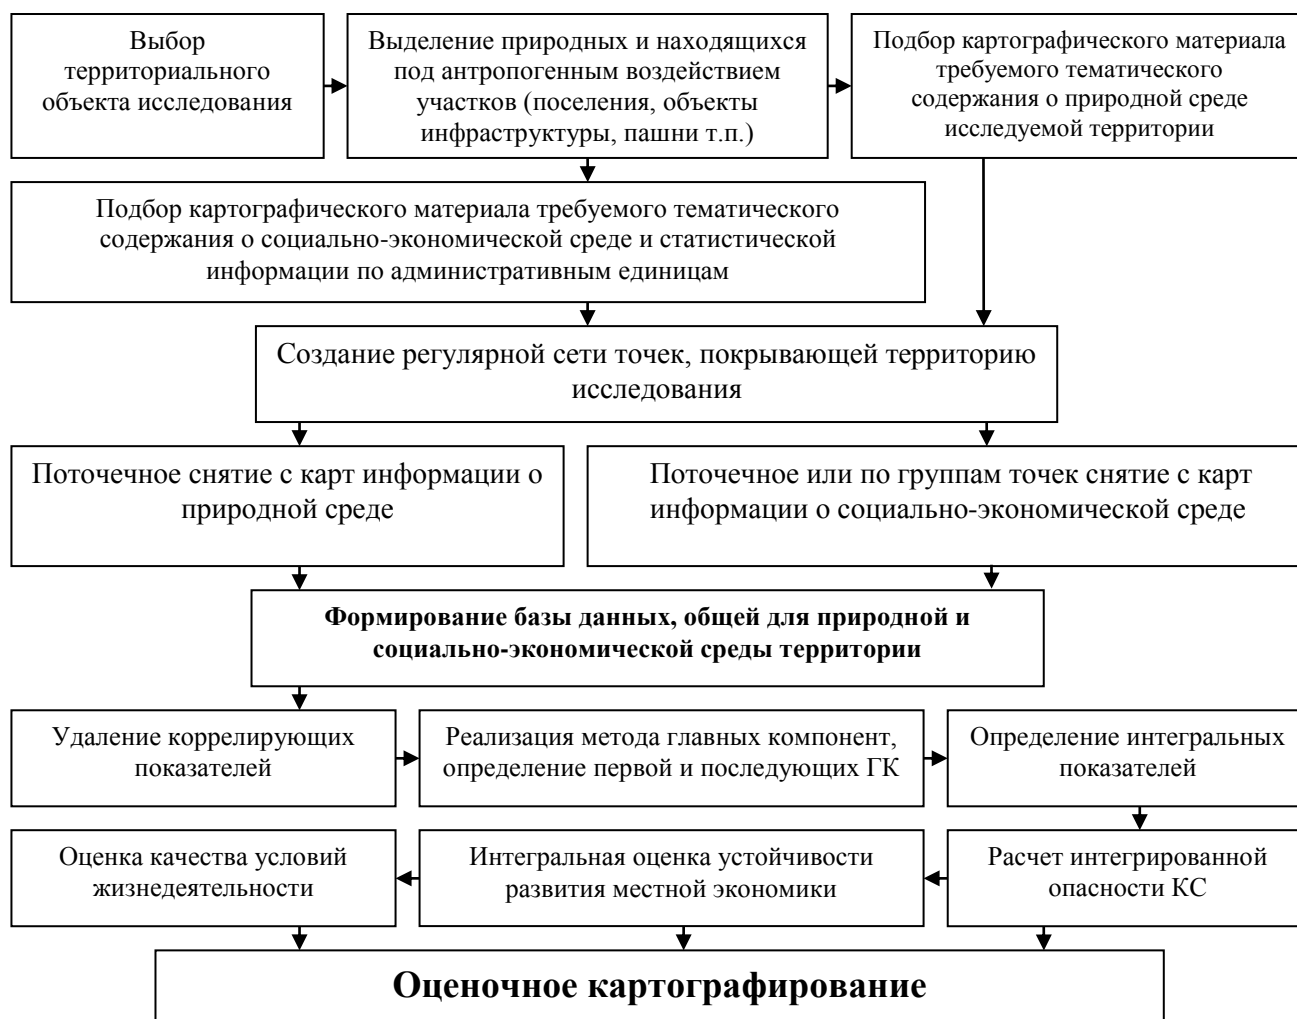 Выбор
территориального
объекта исследования
Выделение природных и находящихся
под антропогенным воздействием
участков (поселения, объекты
инфраструктуры, пашни т.п.)
Подбор картографического материала
требуемого тематического
содержания о природной среде
исследуемой территории
Подбор картографического материала требуемого тематического
содержания о социально-экономической среде и статистической
информации по административным единицам
Создание регулярной сети точек, покрывающей территорию
исследования
Поточечное снятие с карт информации о
природной среде
Поточечное или по группам точек снятие с карт
информации о социально-экономической среде
Формирование базы данных, общей для природной и
социально-экономической среды территории
Удаление коррелирующих
показателей
Реализация метода главных компонент,
определение первой и последующих ГК
Определение интегральных
показателей
Оценка качества условий
жизнедеятельности
Интегральная оценка устойчивости
развития местной экономики
Расчет интегрированной
опасности КС
Оценочное картографирование